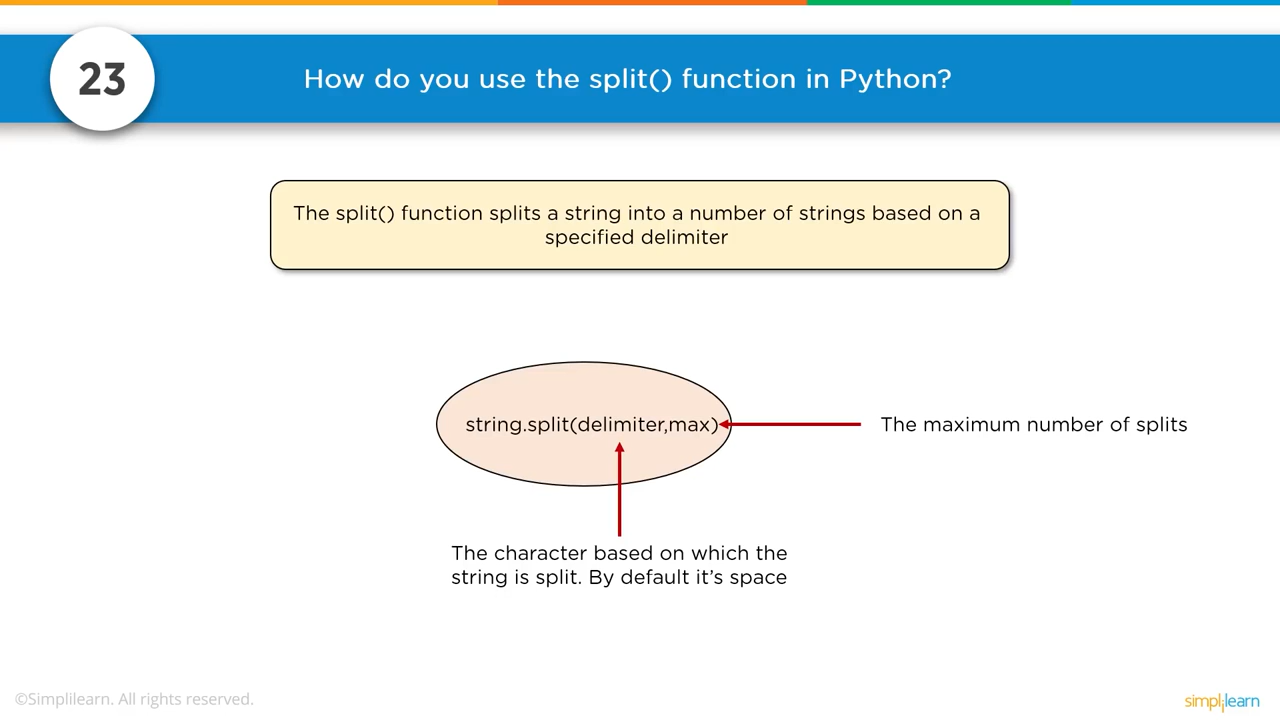 23
How do you use the split() function in Python?
The split() function splits a string into a number of strings based on a
specified delimiter
string.split(delimiter,max)
The maximum number of splits
The character based on which the
string is split. By default it’s space
©Simplilearn. All rights reserved.
simplilearn